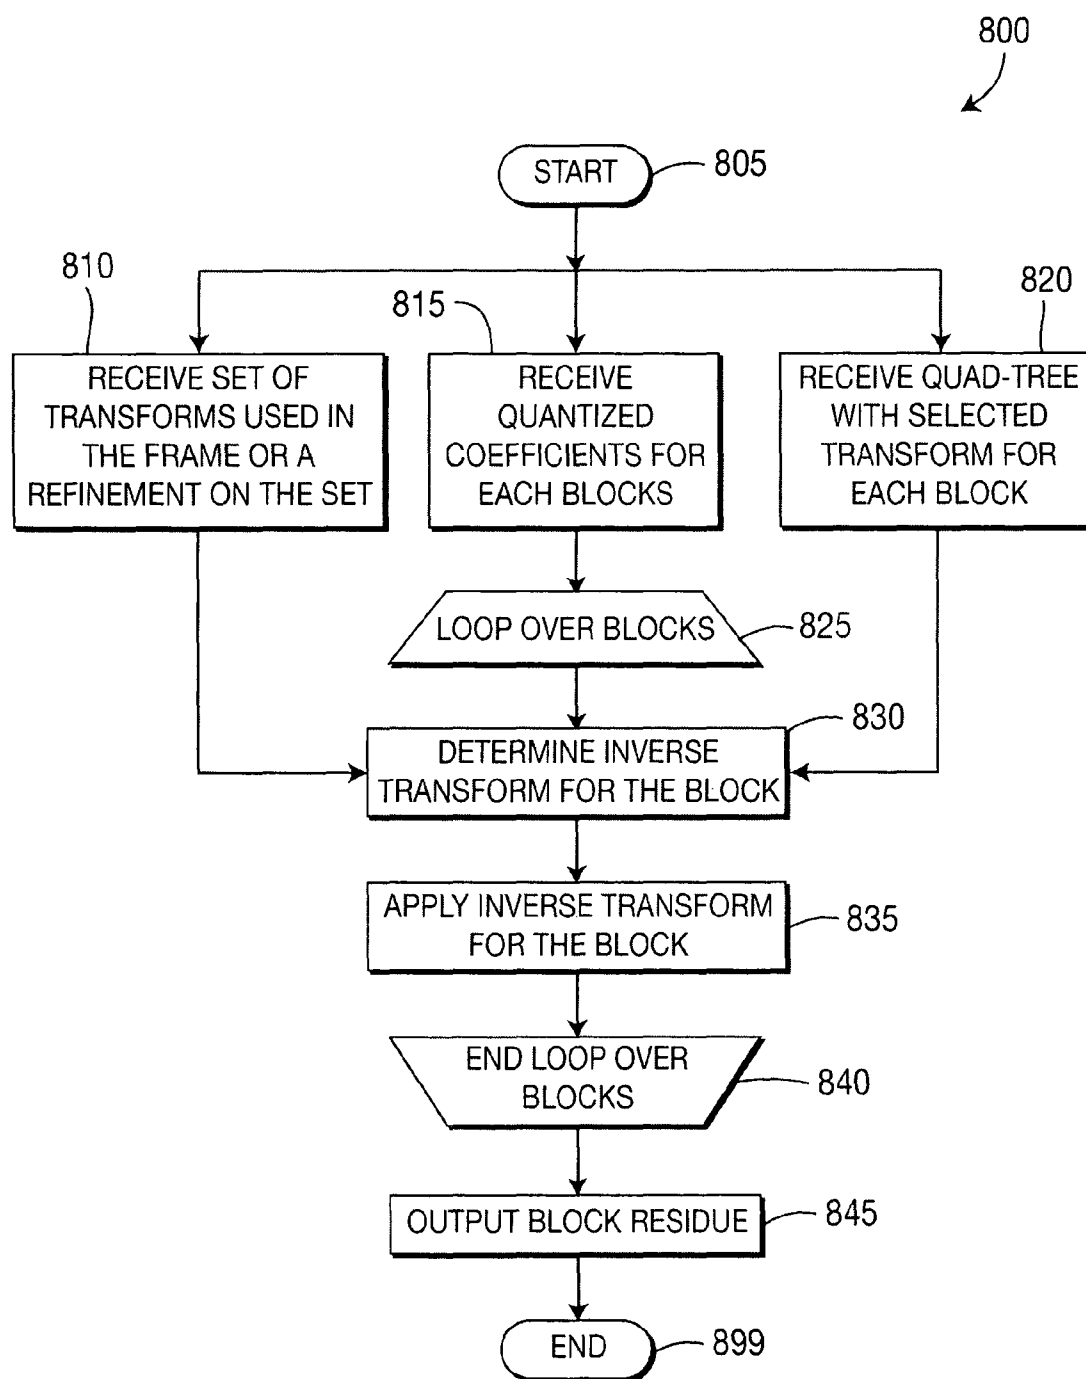 800
START
805
810
815
820
RECEIVE SET OF
TRANSFORMS USED IN
THE FRAME OR A
REFINEMENT ON THE SET
RECEIVE
QUANTIZED
COEFFICIENTS FOR
EACH BLOCKS
RECEIVE QUAD-TREE
WITH SELECTED
TRANSFORM FOR
EACH BLOCK
LOOP OVER BLOCKS
825
830
DETERMINE INVERSE
TRANSFORM FOR THE BLOCK
APPLY INVERSE TRANSFORM
FOR THE BLOCK
835
END LOOP OVER
BLOCKS
840
OUTPUT BLOCK RESIDUE
845
END
899